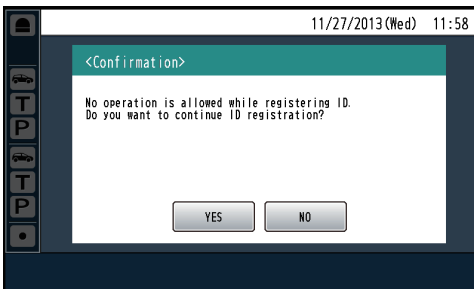 11/27/2013(Wed) 11:58
<Confirmation>
No operation is allowed while registering ID.
Do you want to continue ID registration?
T
P
T
P
YES NO